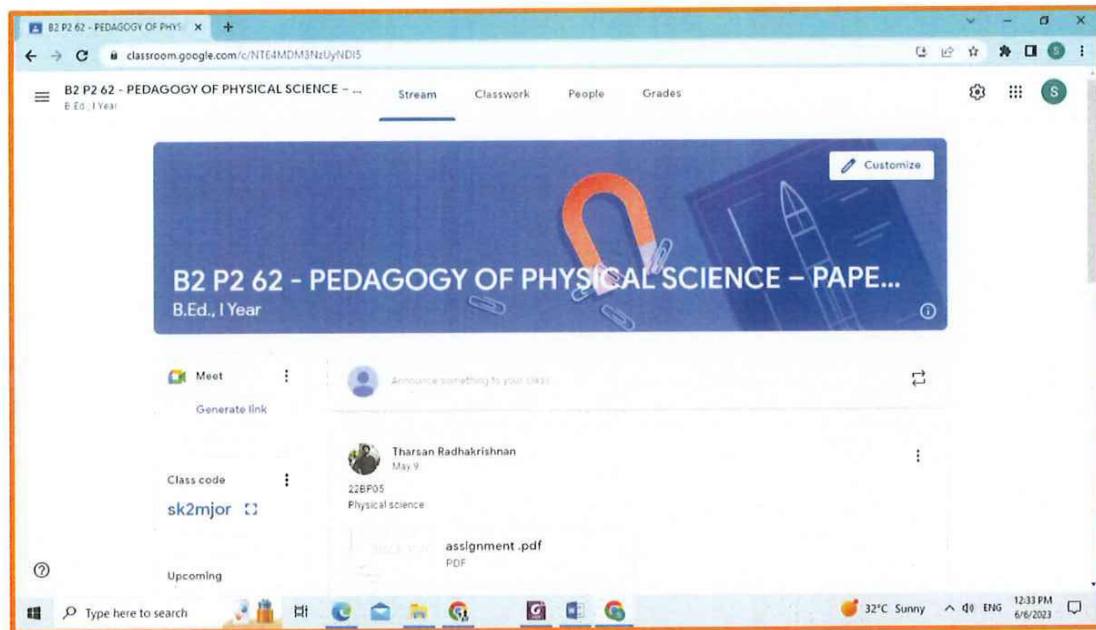 B2 P2 62 - PEDAGOGY OF PHYS
classroom.google.com/c/NTE4MDM3NzUyNDI5
B2 P2 62 - PEDAGOGY OF PHYSICAL SCIENCE – ...
B.Ed., I Year
Stream Classwork People Grades
S
Customize
B2 P2 62 - PEDAGOGY OF PHYSICAL SCIENCE – PAPE...
B.Ed., I Year
Meet
Generate link
Announce something to your class
Tharsan Radhakrishnan
May 9
22BP05
Physical science
Class code
sk2mjor
assignment .pdf
PDF
Upcoming
Type here to search
32°C Sunny
ENG
12:33 PM
6/6/2023